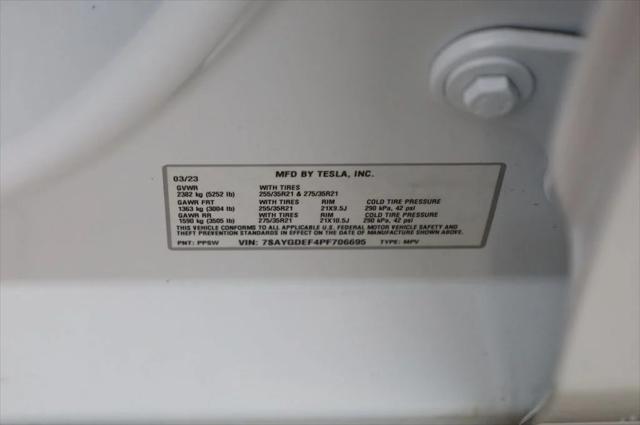 03/23 MFD BY TESLA, INC.
GVWR WITH TIRES
2382 kg (5252 lb) 255/35R21 & 275/35R21
GAWR FRT WITH TIRES RIM COLD TIRE PRESSURE
1363 kg (3004 lb) 255/35R21 21X9.5J 290 kPa, 42 psi
GAWR RR WITH TIRES RIM COLD TIRE PRESSURE
1590 kg (3505 lb) 275/35R21 21X10.5J 290 kPa, 42 psi
THIS VEHICLE CONFORMS TO ALL APPLICABLE U.S. FEDERAL MOTOR VEHICLE SAFETY AND
THEFT PREVENTION STANDARDS IN EFFECT ON THE DATE OF MANUFACTURE SHOWN ABOVE.
PNT: PPSW VIN: 7SAYGDEF4PF706695 TYPE: MPV